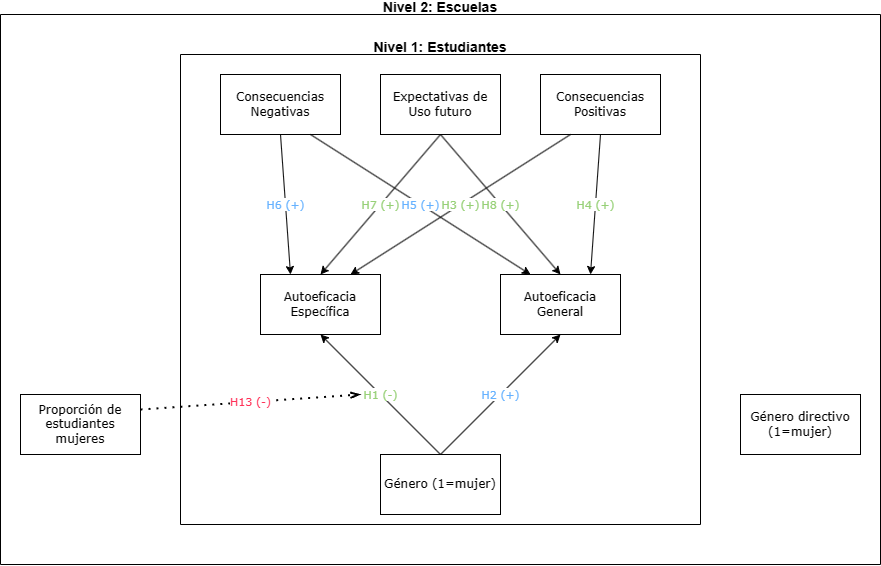 Nivel 2: Escuelas
Nivel 1: Estudiantes
Consecuencias
Negativas
Expectativas de
Uso futuro
Consecuencias
Positivas
H6 (+)
H7 (+)
H5 (+)
H3 (+)
H8 (+)
H4 (+)
Autoeficacia
Específica
Autoeficacia
General
H13 (-)
H1 (-)
H2 (+)
Proporción de
estudiantes
mujeres
Género directivo
(1=mujer)
Género (1=mujer)